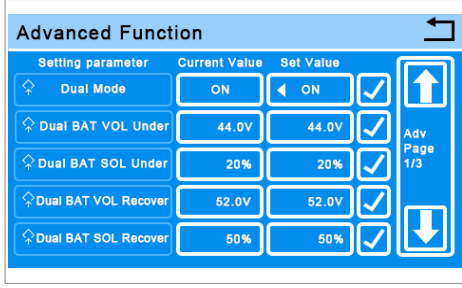 Advanced Function
Setting parameter Current Value Set Value
Dual Mode ON ON
Dual BAT VOL Under 44.0V 44.0V
Dual BAT SOL Under 20% 20%
Dual BAT VOL Recover 52.0V 52.0V
Dual BAT SOL Recover 50% 50%
Adv
Page
1/3